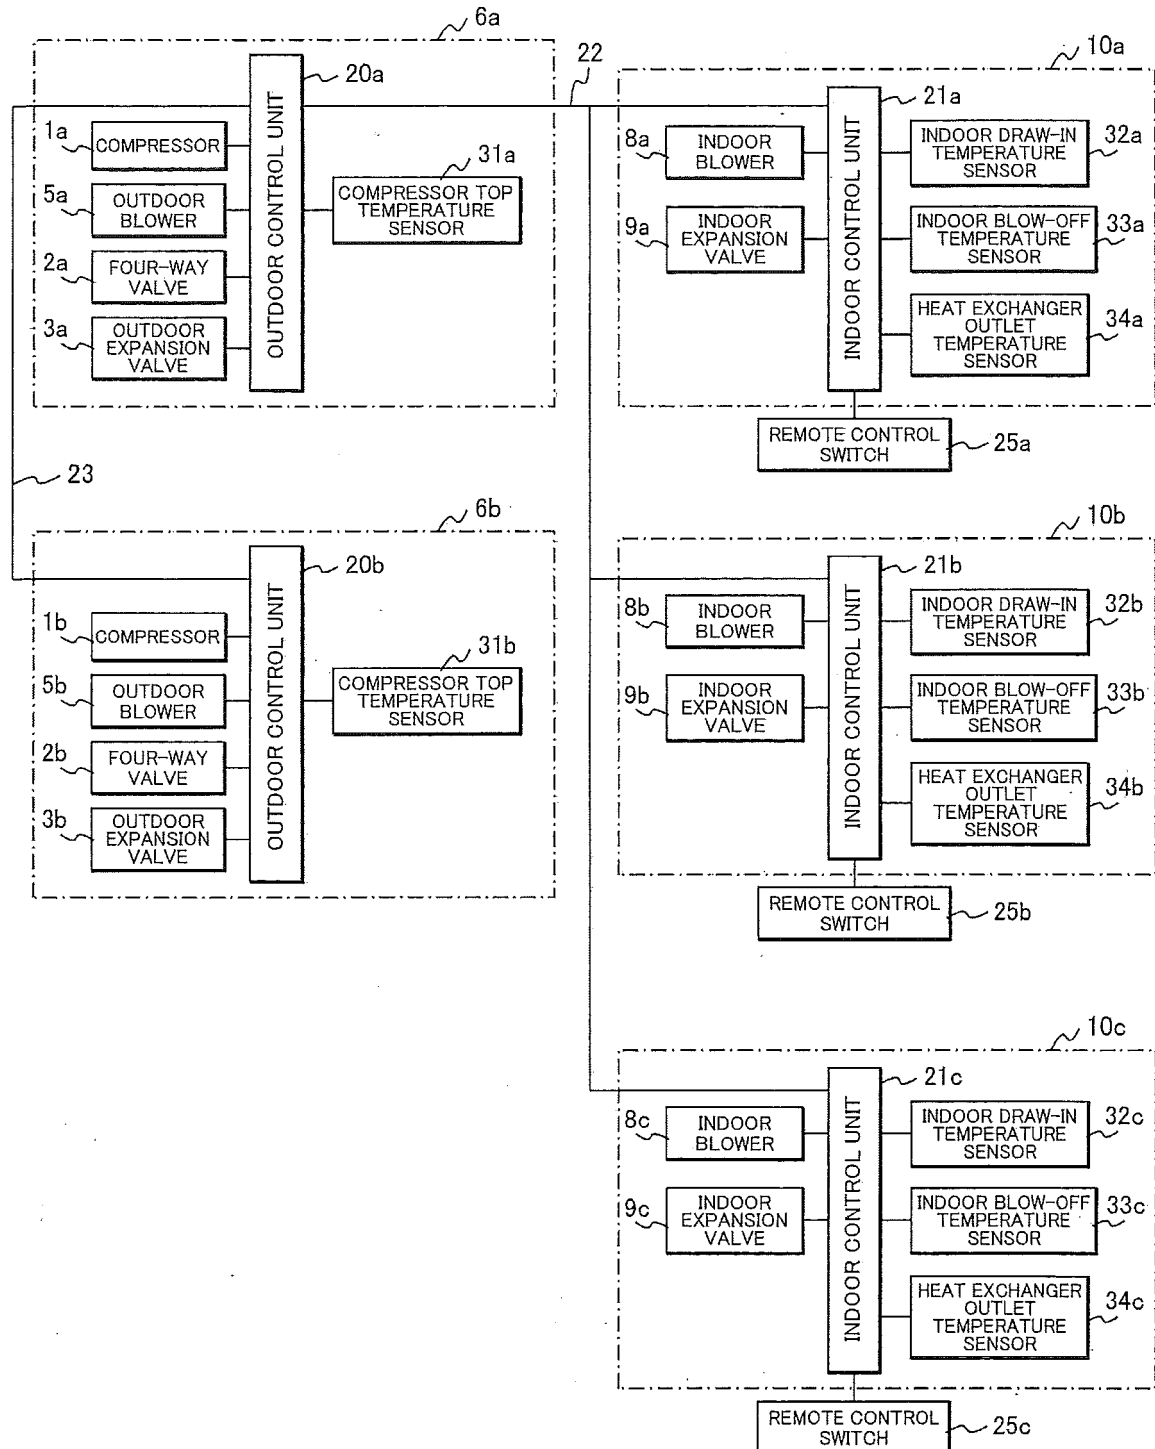 6a
20a
22
10a
21a
1a
COMPRESSOR
5a
OUTDOOR
BLOWER
2a
FOUR-WAY
VALVE
3a
OUTDOOR
EXPANSION
VALVE
OUTDOOR CONTROL UNIT
31a
COMPRESSOR TOP
TEMPERATURE
SENSOR
8a
INDOOR
BLOWER
9a
INDOOR
EXPANSION
VALVE
INDOOR CONTROL UNIT
INDOOR DRAW-IN
TEMPERATURE
SENSOR
32a
INDOOR BLOW-OFF
TEMPERATURE
SENSOR
33a
HEAT EXCHANGER
OUTLET
TEMPERATURE
SENSOR
34a
REMOTE CONTROL
SWITCH
25a
23
6b
20b
10b
21b
1b
COMPRESSOR
5b
OUTDOOR
BLOWER
2b
FOUR-WAY
VALVE
3b
OUTDOOR
EXPANSION
VALVE
OUTDOOR CONTROL UNIT
31b
COMPRESSOR TOP
TEMPERATURE
SENSOR
8b
INDOOR
BLOWER
9b
INDOOR
EXPANSION
VALVE
INDOOR CONTROL UNIT
INDOOR DRAW-IN
TEMPERATURE
SENSOR
32b
INDOOR BLOW-OFF
TEMPERATURE
SENSOR
33b
HEAT EXCHANGER
OUTLET
TEMPERATURE
SENSOR
34b
REMOTE CONTROL
SWITCH
25b
10c
21c
8c
INDOOR
BLOWER
9c
INDOOR
EXPANSION
VALVE
INDOOR CONTROL UNIT
INDOOR DRAW-IN
TEMPERATURE
SENSOR
32c
INDOOR BLOW-OFF
TEMPERATURE
SENSOR
33c
HEAT EXCHANGER
OUTLET
TEMPERATURE
SENSOR
34c
REMOTE CONTROL
SWITCH
25c